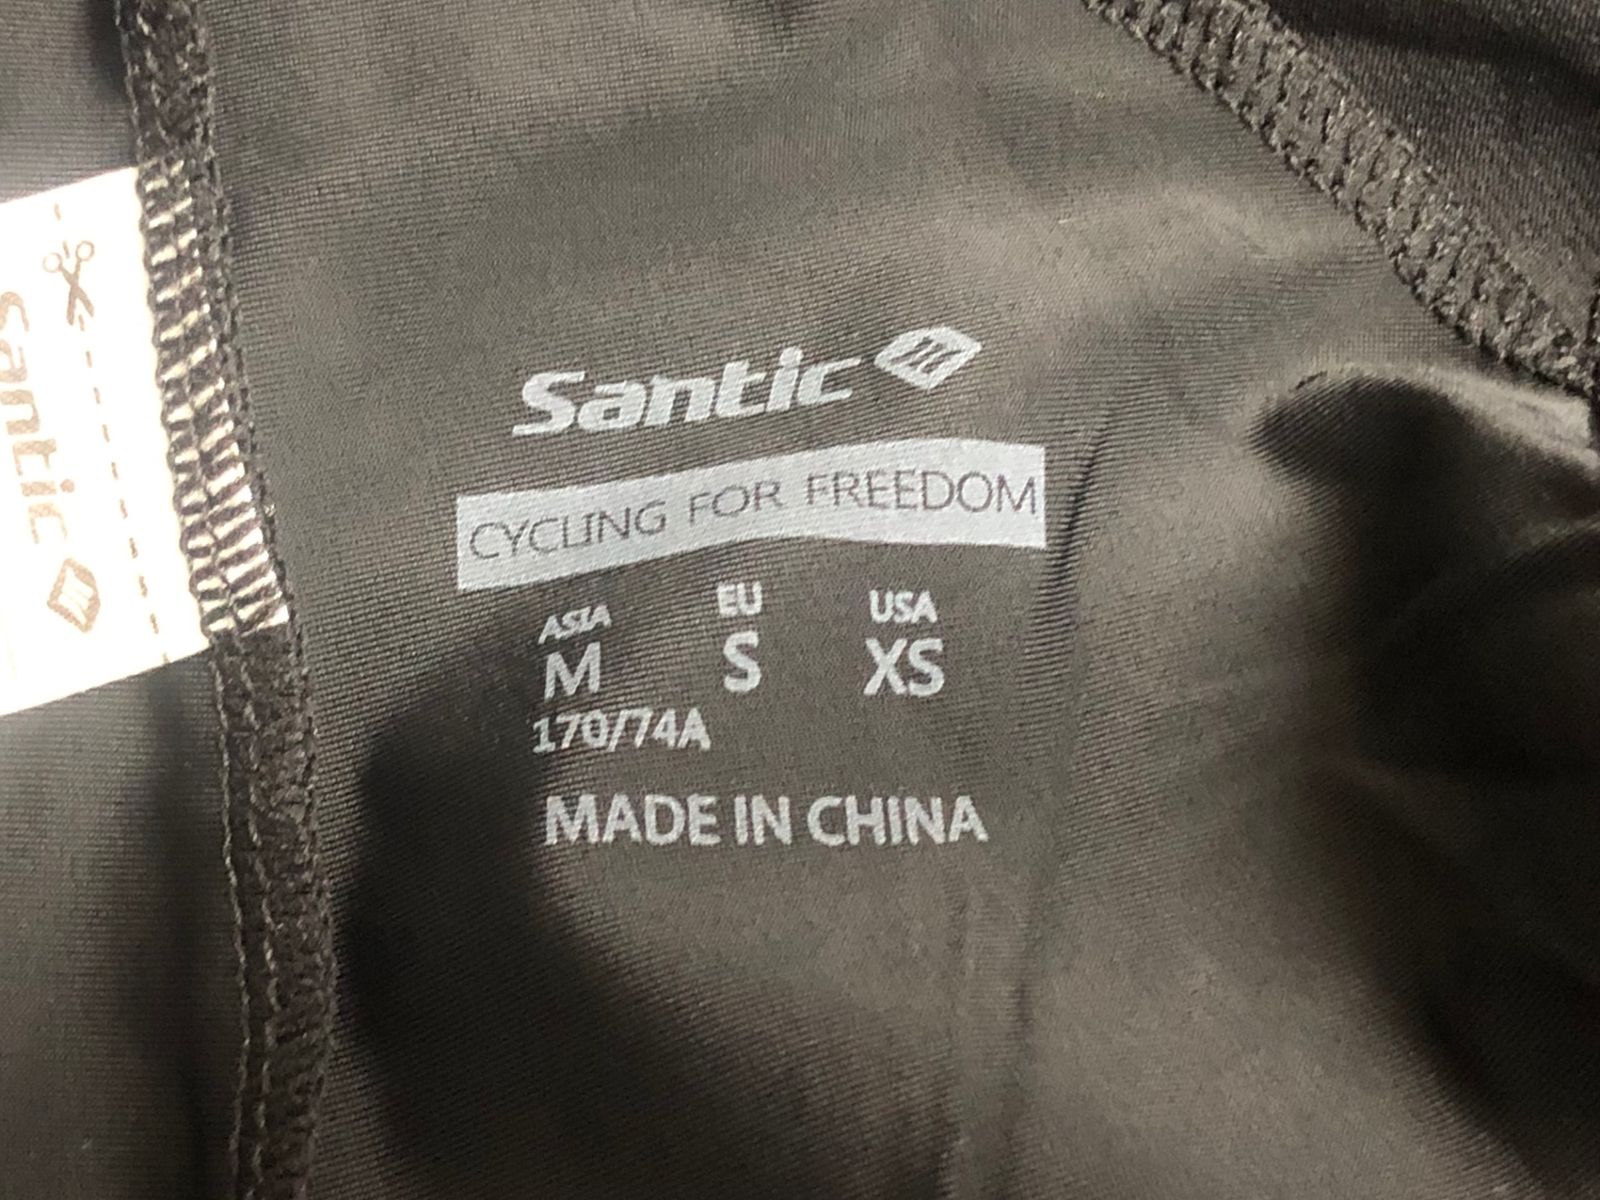 Santic
CYCLING FOR FREEDOM
ASIA EU USA
M S XS
170/74A
MADE IN CHINA
Santic